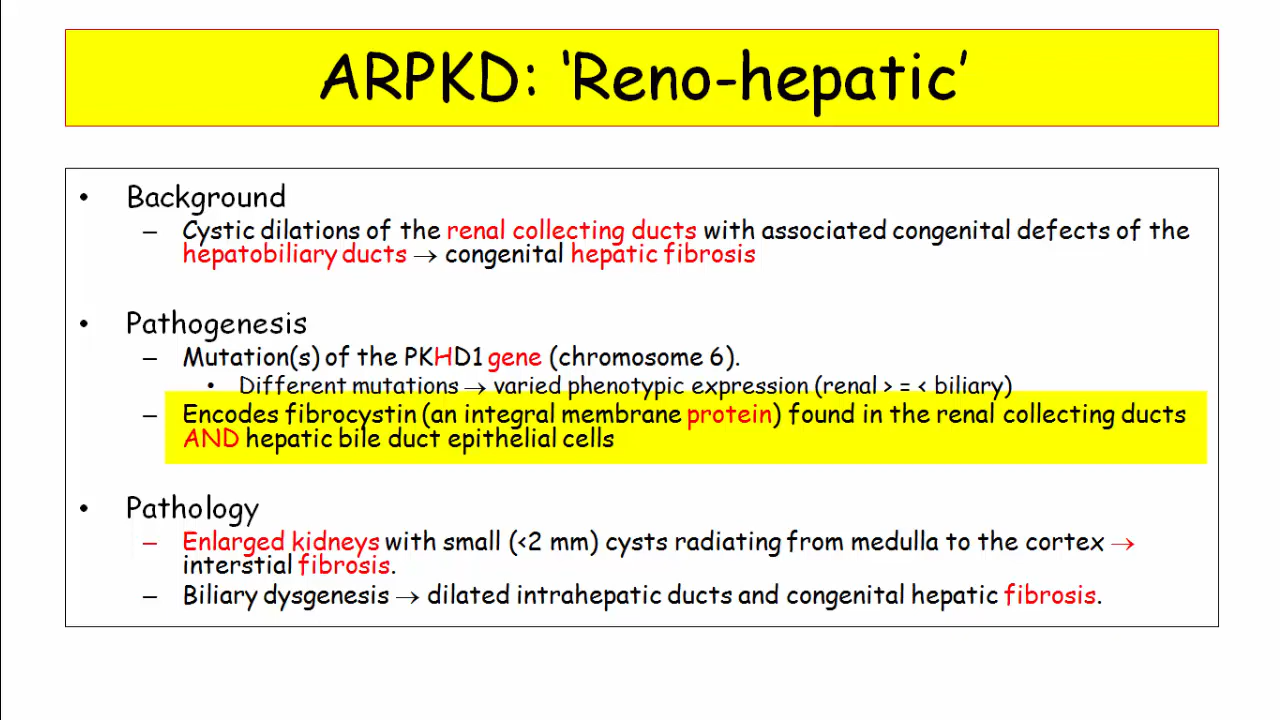 ARPKD: ‘Reno-hepatic’
• Background
– Cystic dilations of the renal collecting ducts with associated congenital defects of the
hepatobiliary ducts → congenital hepatic fibrosis
• Pathogenesis
– Mutation(s) of the PKHD1 gene (chromosome 6).
• Different mutations → varied phenotypic expression (renal > = < biliary)
– Encodes fibrocystin (an integral membrane protein) found in the renal collecting ducts
AND hepatic bile duct epithelial cells
• Pathology
– Enlarged kidneys with small (<2 mm) cysts radiating from medulla to the cortex →
interstial fibrosis.
– Biliary dysgenesis → dilated intrahepatic ducts and congenital hepatic fibrosis.